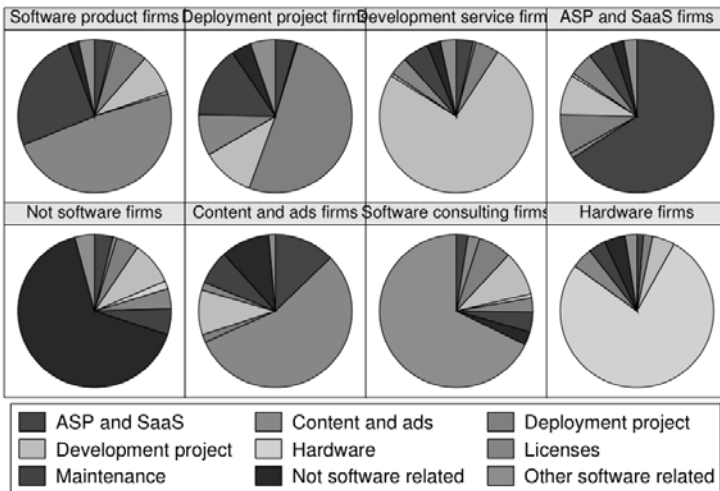 Software product firms
Deployment project firms
Development service firms
ASP and SaaS firms
Not software firms
Content and ads firms
Software consulting firms
Hardware firms
ASP and SaaS
Content and ads
Deployment project
Development project
Hardware
Licenses
Maintenance
Not software related
Other software related